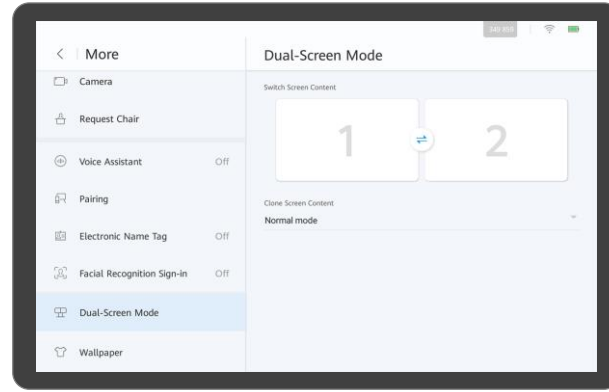 More
Camera
Request Chair
Voice Assistant Off
Pairing
Electronic Name Tag Off
Facial Recognition Sign-in Off
Dual-Screen Mode
Wallpaper
Dual-Screen Mode
Switch Screen Content
1 2
Clone Screen Content
Normal mode